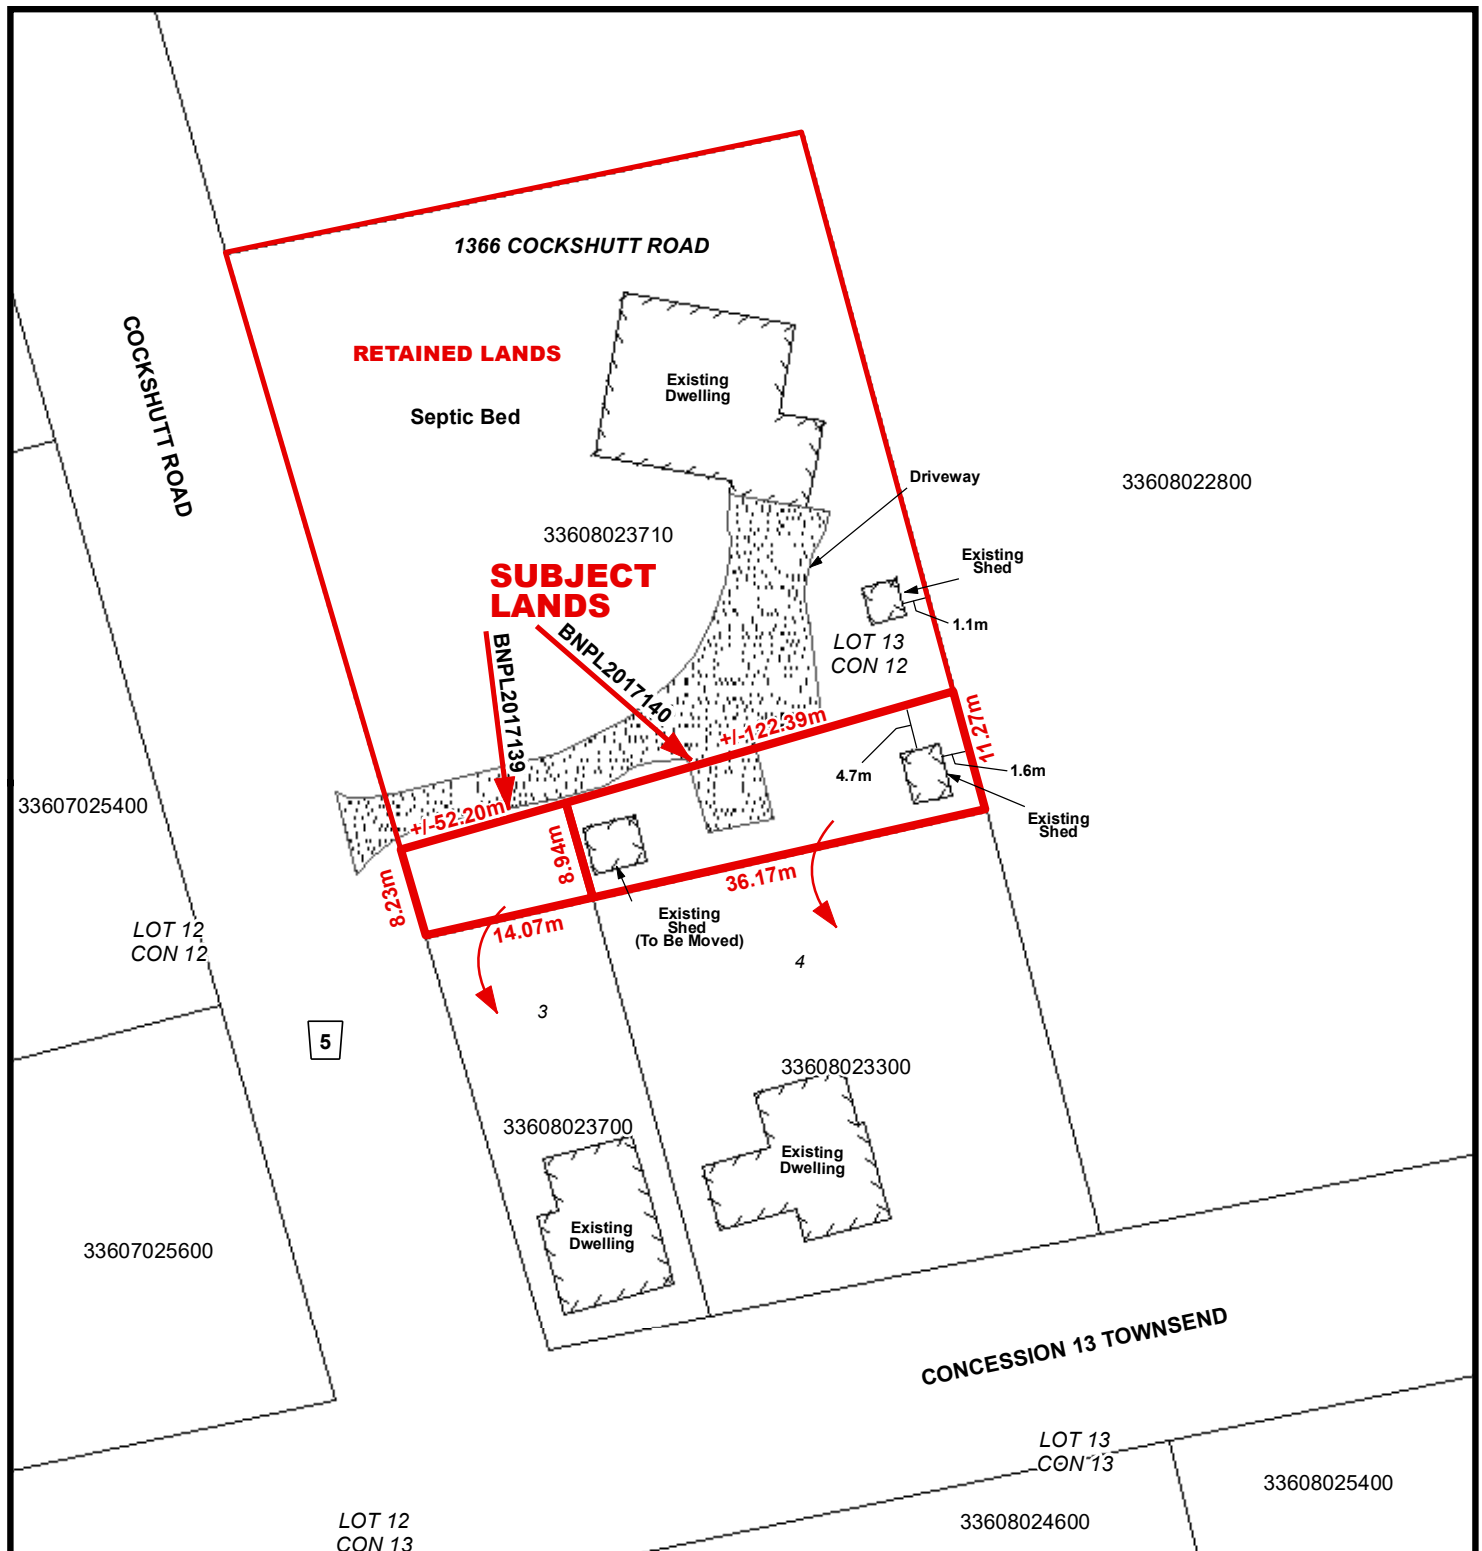 1366 COCKSHUTT ROAD
COCKSHUTT ROAD
RETAINED LANDS
Existing
Dwelling
Septic Bed
Driveway
33608022800
33608023710
Existing
Shed
SUBJECT
LANDS
1.1m
BNPL2017139
BNPL2017140
LOT 13
CON 12
+/-122.39m
11.27m
4.7m
1.6m
33607025400
+/-52.20m
8.94m
Existing
Shed
8.23m
36.17m
14.07m
Existing
Shed
(To Be Moved)
LOT 12
CON 12
4
3
5
33608023300
33608023700
Existing
Dwelling
Existing
Dwelling
33607025600
CONCESSION 13 TOWNSEND
LOT 13
CON 13
33608025400
33608024600
LOT 12
CON 13